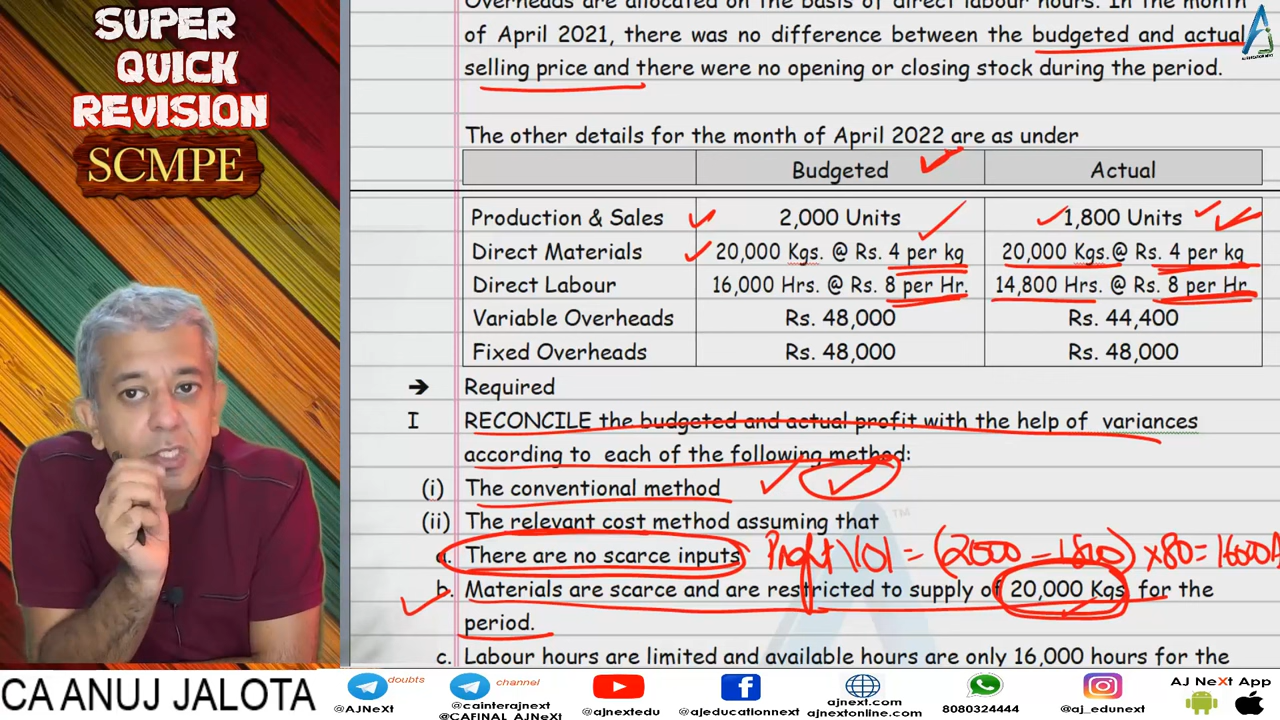 SUPER
QUICK
REVISION
SCMPE
Overheads are allocated on the basis of direct labour hours. In the month
of April 2021, there was no difference between the budgeted and actual
selling price and there were no opening or closing stock during the period.
The other details for the month of April 2022 are as under
Budgeted Actual
Production & Sales 2,000 Units 1,800 Units
Direct Materials 20,000 Kgs. @ Rs. 4 per kg 20,000 Kgs.@ Rs. 4 per kg
Direct Labour 16,000 Hrs. @ Rs. 8 per Hr. 14,800 Hrs. @ Rs. 8 per Hr.
Variable Overheads Rs. 48,000 Rs. 44,400
Fixed Overheads Rs. 48,000 Rs. 48,000
➔ Required
I RECONCILE the budgeted and actual profit with the help of variances
according to each of the following method:
(i) The conventional method
(ii) The relevant cost method assuming that
a. There are no scarce inputs
Profit Vol = (2000 - 1800) x 80 = 16000A
b. Materials are scarce and are restricted to supply of 20,000 Kgs for the
period.
c. Labour hours are limited and available hours are only 16,000 hours for the
CA ANUJ JALOTA
doubts
@AJNeXt
channel
@cainterajnext
@CAFINAL_AJNeXt
@ajnextedu
@ajeducationnext
ajnext.com
ajnextonline.com
8080324444
@aj_edunext
AJ NeXt App